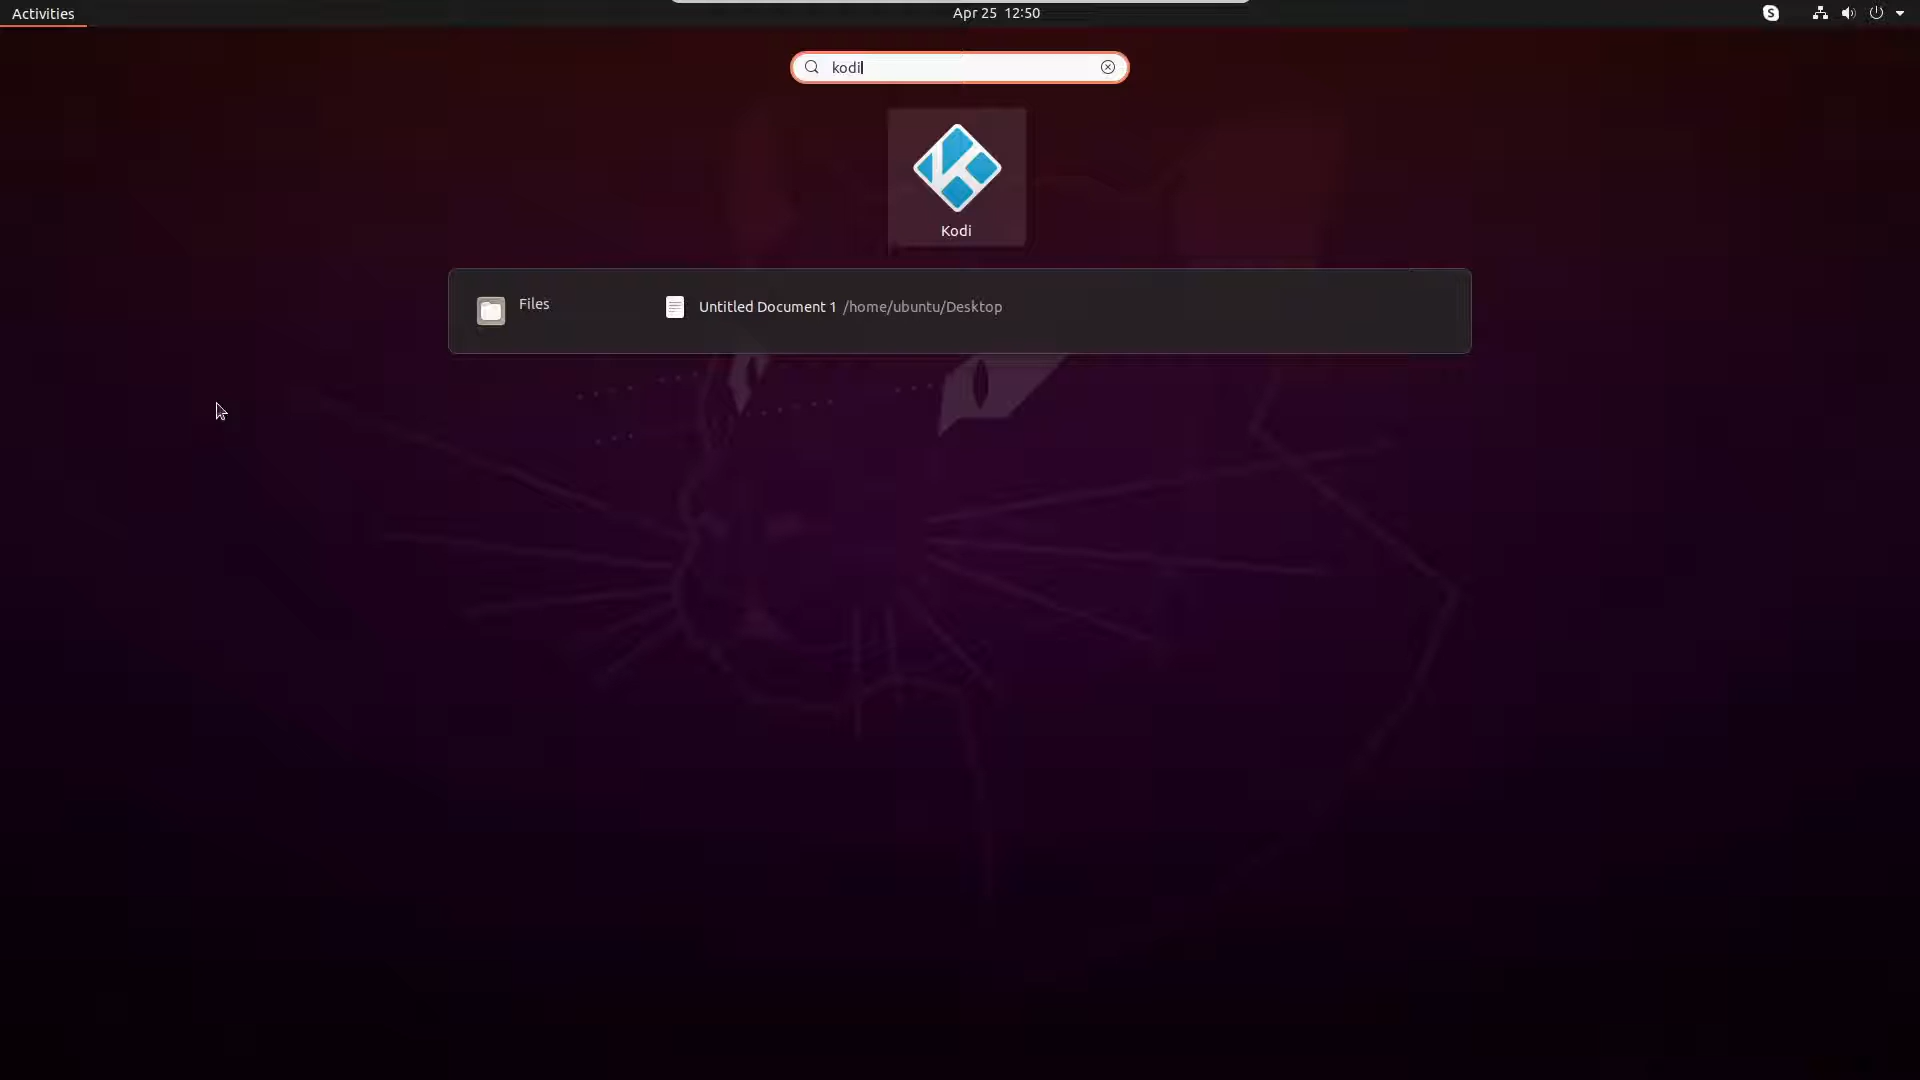 Activities
Apr 25 12:50
kodi
Kodi
Files
Untitled Document 1 /home/ubuntu/Desktop